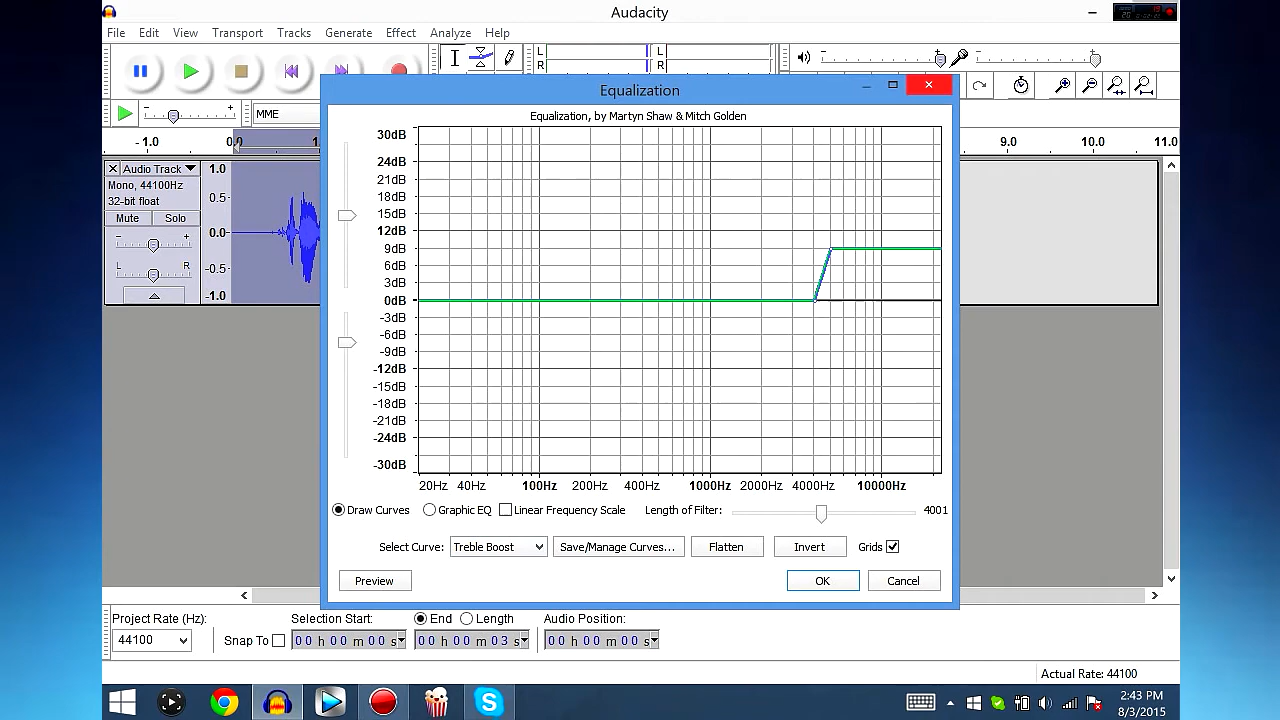 Audacity
File Edit View Transport Tracks Generate Effect Analyze Help
L
R
L
R
MME
Equalization
Equalization, by Martyn Shaw & Mitch Golden
-1.0 0.0 1 9.0 10.0 11.0
Audio Track
Mono, 44100Hz
32-bit float
Mute Solo
- +
L R
1.0
0.5
0.0
-0.5
-1.0
30dB
24dB
21dB
18dB
15dB
12dB
9dB
6dB
3dB
0dB
-3dB
-6dB
-9dB
-12dB
-15dB
-18dB
-21dB
-24dB
-30dB
20Hz 40Hz 100Hz 200Hz 400Hz 1000Hz 2000Hz 4000Hz 10000Hz
Draw Curves Graphic EQ Linear Frequency Scale Length of Filter: 4001
Select Curve: Treble Boost Save/Manage Curves... Flatten Invert Grids
Preview OK Cancel
Project Rate (Hz): Selection Start: End Length Audio Position:
44100 Snap To 00 h 00 m 00 s 00 h 00 m 03 s 00 h 00 m 00 s
Actual Rate: 44100
2:43 PM
8/3/2015